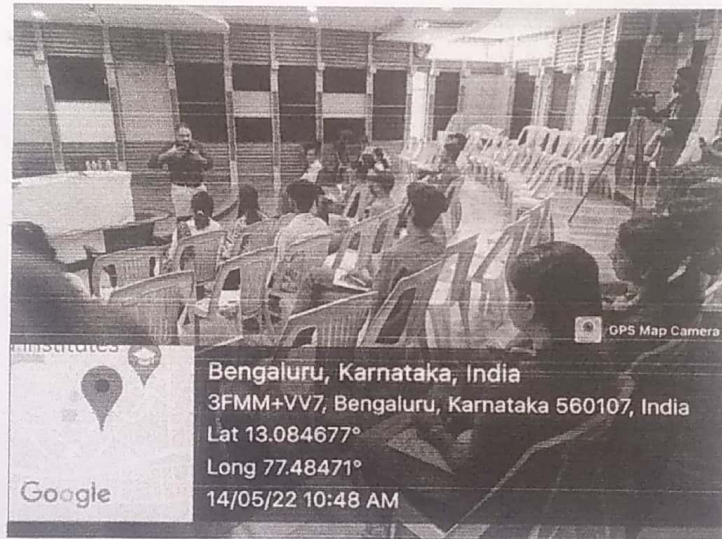 GPS Map Camera
Institutes
Bengaluru, Karnataka, India
3FMM+VV7, Bengaluru, Karnataka 560107, India
Lat 13.084677°
Long 77.48471°
14/05/22 10:48 AM
Google